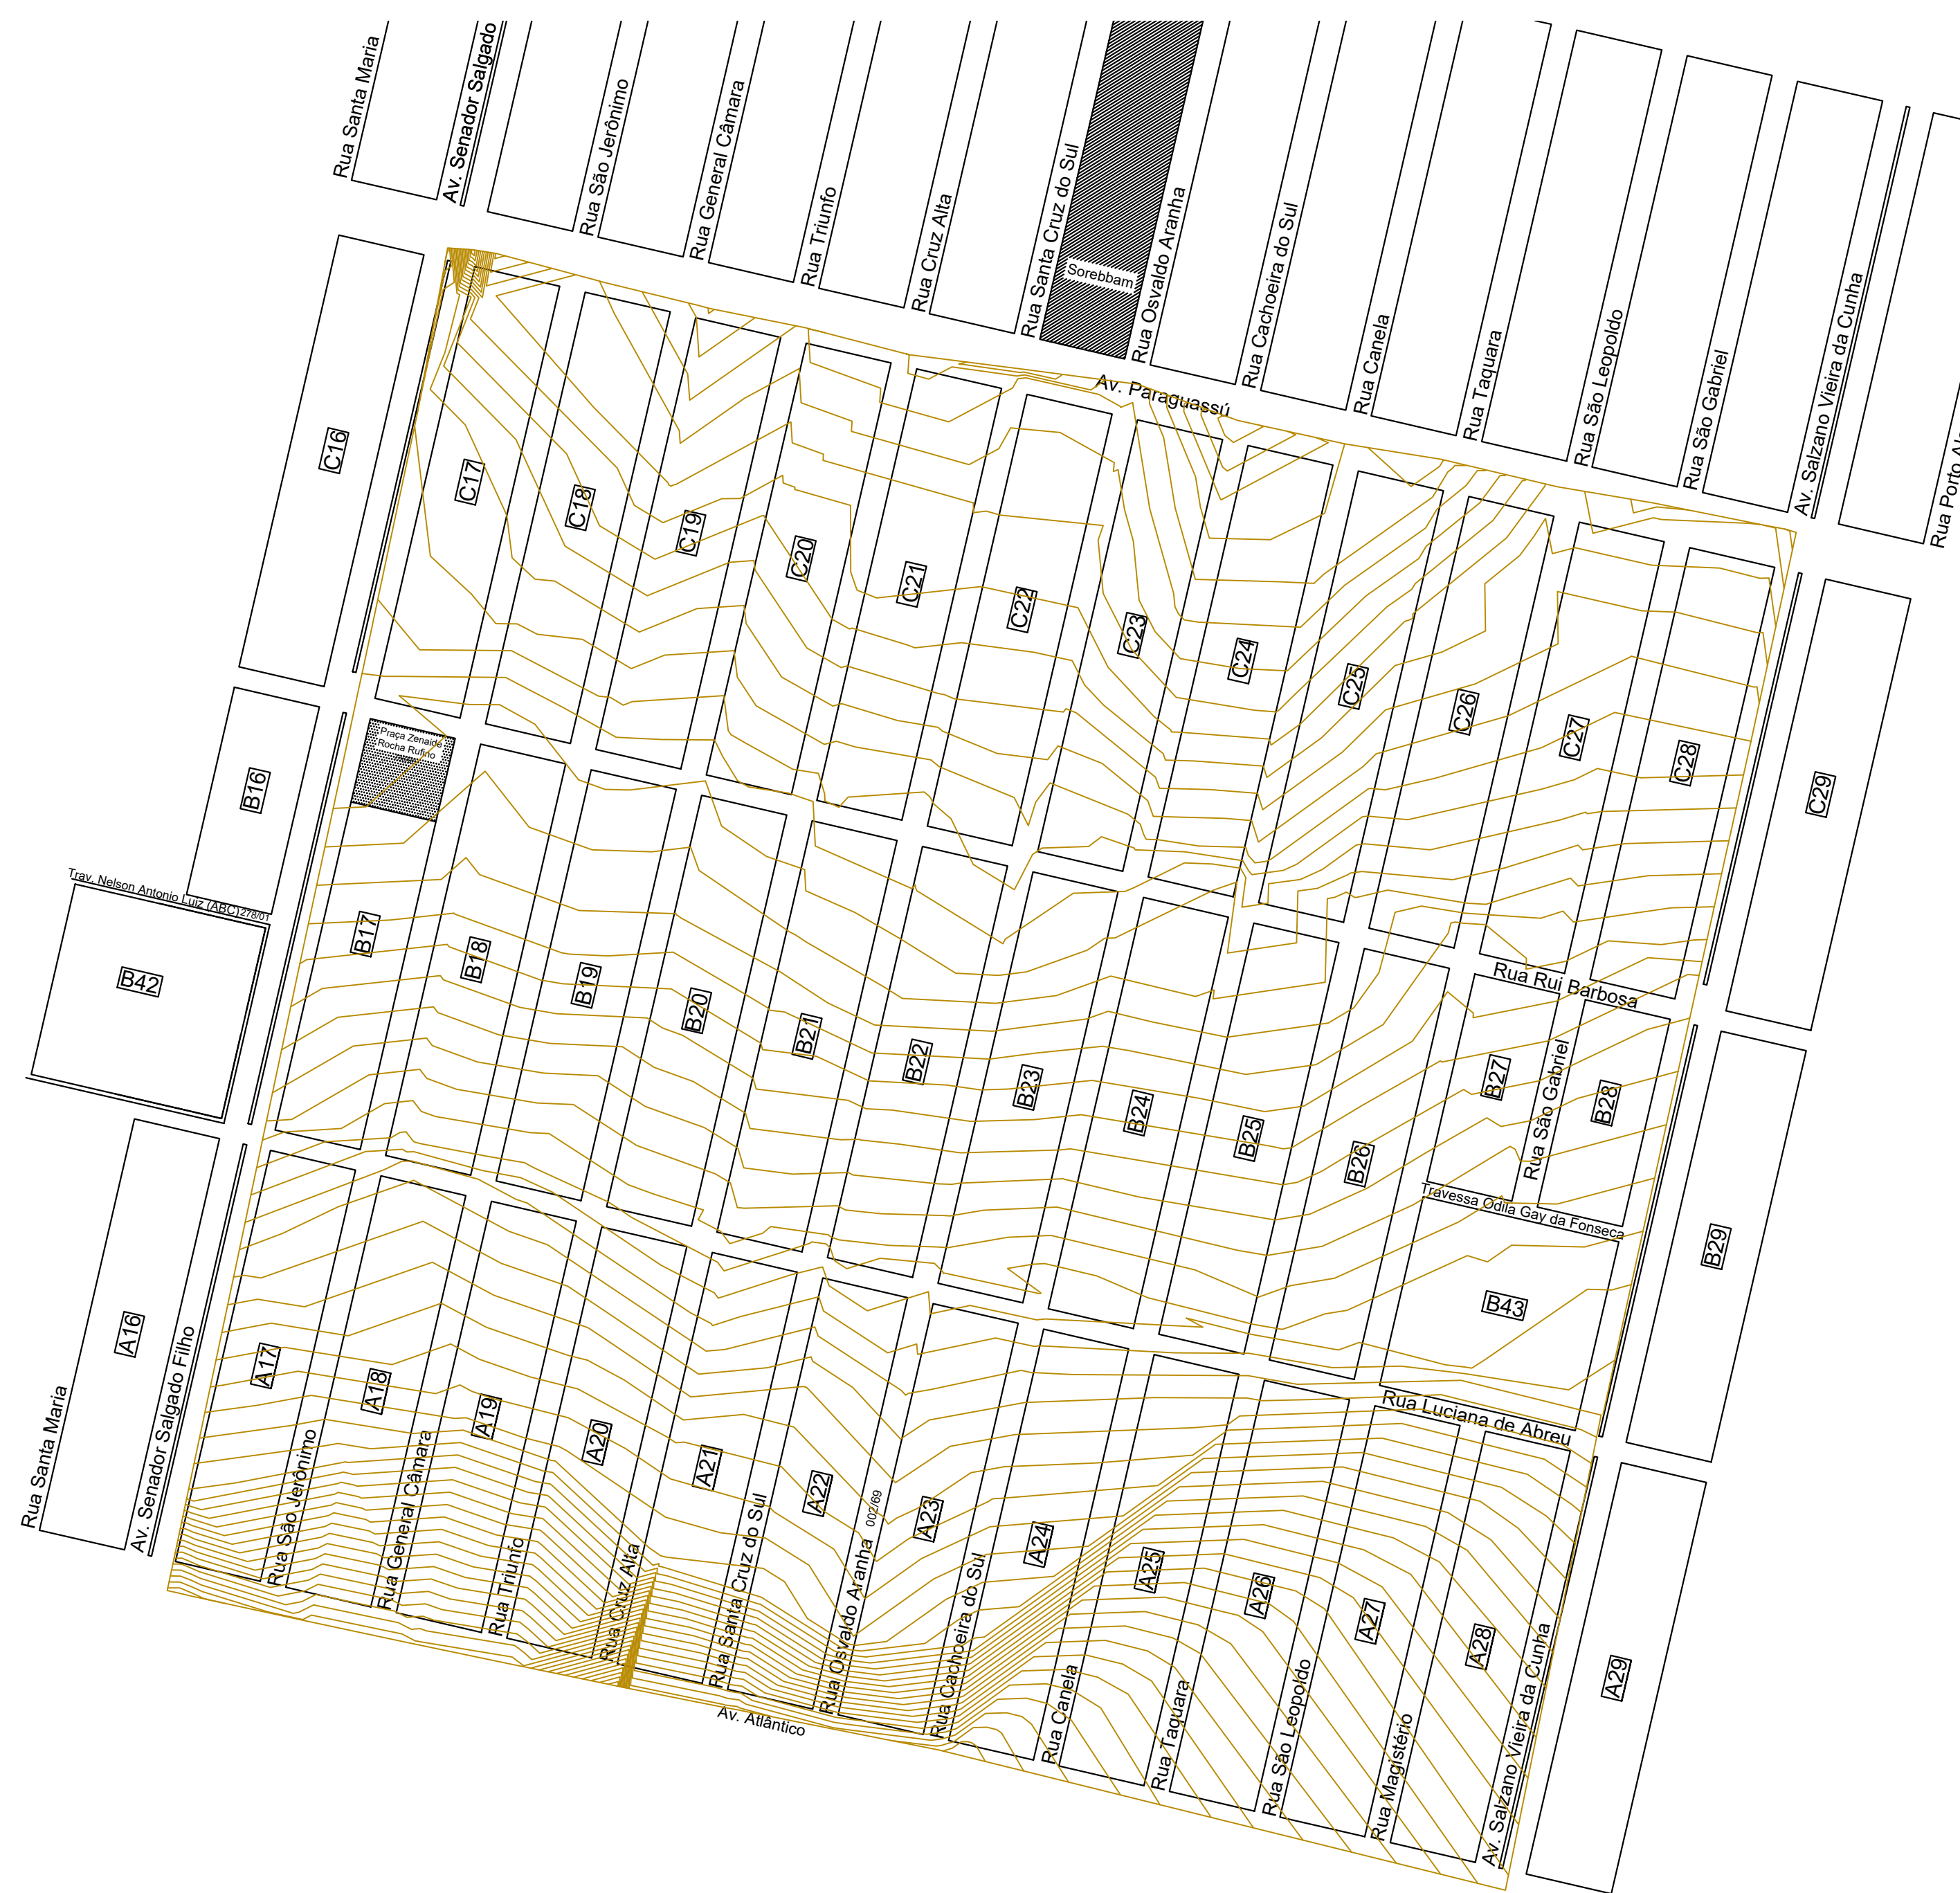 Rua Santa Maria
Av. Senador Salgado
Rua São Jerônimo
Rua General Câmara
Rua Triunfo
Rua Cruz Alta
Rua Santa Cruz do Sul
Sorebbam
Rua Osvaldo Aranha
Rua Cachoeira do Sul
Rua Canela
Rua Taquara
Rua São Leopoldo
Rua São Gabriel
Av. Salzano Vieira da Cunha
Rua Porto
Av. Paraguassú
C16
C17
C18
C19
C20
C21
C22
C23
C24
C25
C26
C27
C28
C29
Praça Zenaide
Rocha Rufino
B16
Trav. Nelson Antonio Luiz (ABC) 278/01
B42
B17
B18
B19
B20
B21
B22
B23
B24
B25
B26
B27
B28
B29
Rua Rui Barbosa
Rua São Gabriel
Travessa Odila Gay da Fonseca
B43
Rua Luciana de Abreu
A16
A17
A18
A19
A20
A21
A22
A23
A24
A25
A26
A27
A28
A29
Rua Santa Maria
Av. Senador Salgado Filho
Rua São Jerônimo
Rua General Câmara
Rua Triunfo
Rua Cruz Alta
Rua Santa Cruz do Sul
Rua Osvaldo Aranha 002/69
Rua Cachoeira do Sul
Rua Canela
Rua Taquara
Rua São Leopoldo
Rua Magistério
Av. Salzano Vieira da Cunha
Av. Atlântico